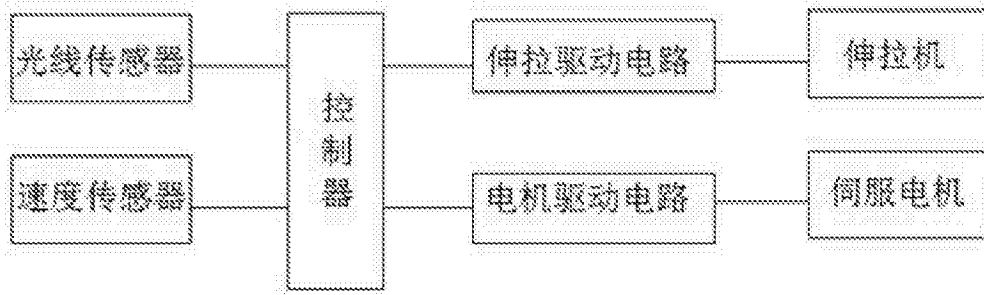 光线传感器
速度传感器
控制器
伸拉驱动电路
电机驱动电路
伸拉机
伺服电机